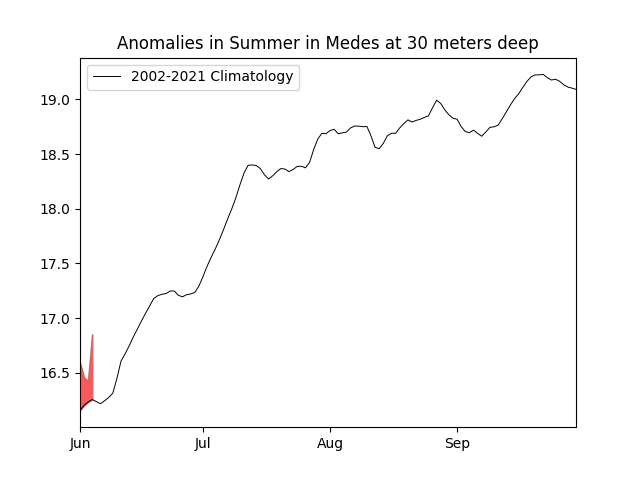 Anomalies in Summer in Medes at 30 meters deep
2002-2021 Climatology
19.0
18.5
18.0
17.5
17.0
16.5
Jun Jul Aug Sep